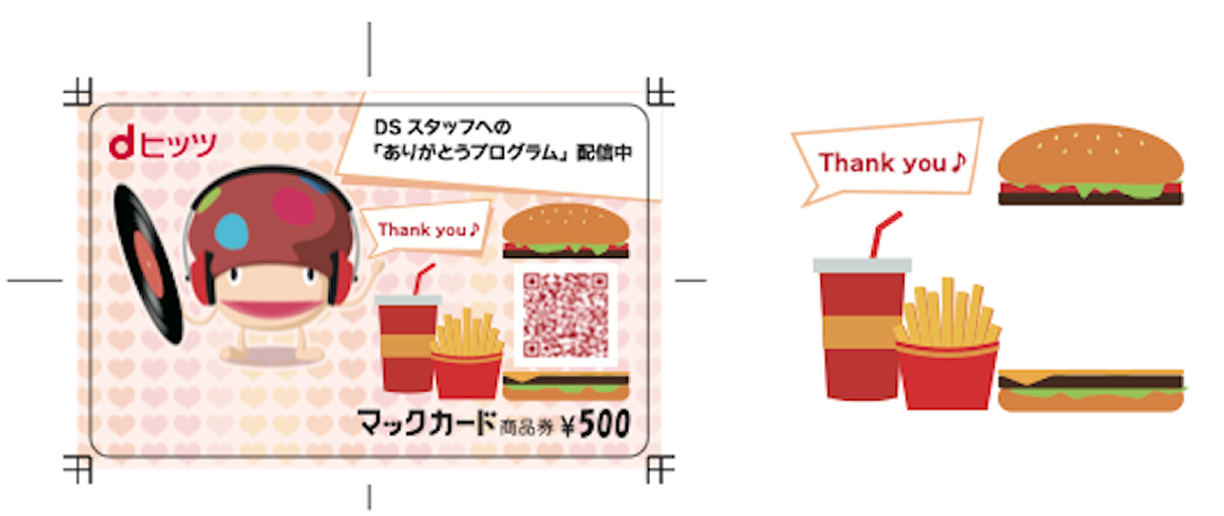 dヒッツ
DS スタッフへの
「ありがとうプログラム」配信中
Thank you♪
マックカード 商品券 ¥500
Thank you♪